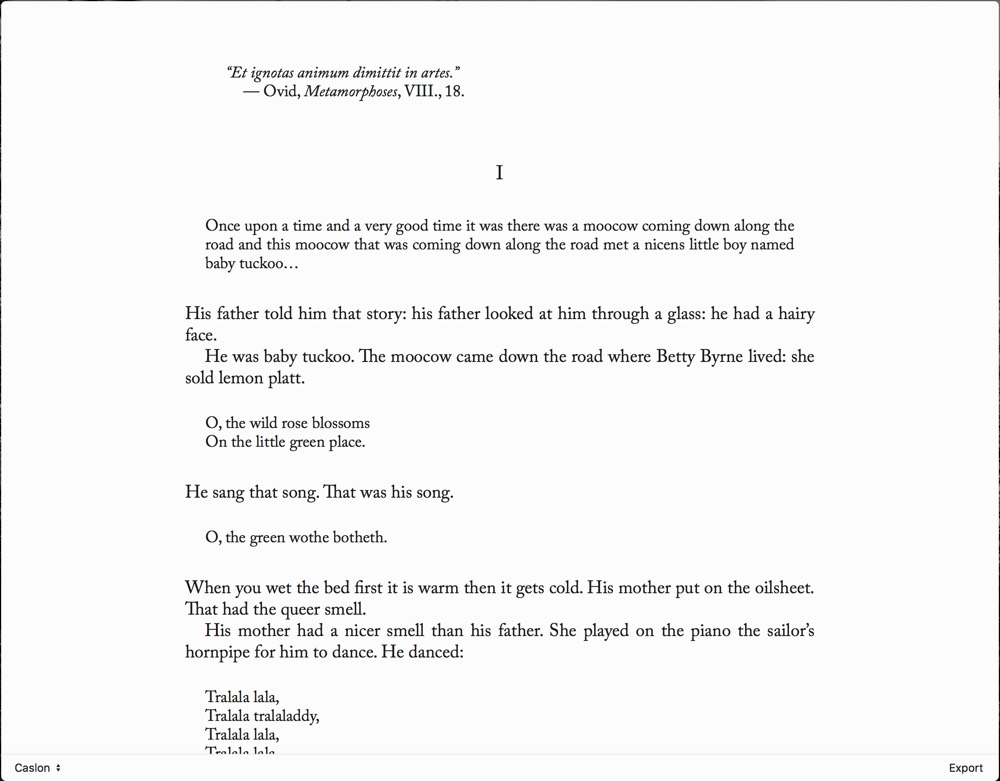 “Et ignotas animum dimittit in artes.”
— Ovid, Metamorphoses, VIII., 18.
I
Once upon a time and a very good time it was there was a moocow coming down along the
road and this moocow that was coming down along the road met a nicens little boy named
baby tuckoo…
His father told him that story: his father looked at him through a glass: he had a hairy
face.
He was baby tuckoo. The moocow came down the road where Betty Byrne lived: she
sold lemon platt.
O, the wild rose blossoms
On the little green place.
He sang that song. That was his song.
O, the green wothe botheth.
When you wet the bed first it is warm then it gets cold. His mother put on the oilsheet.
That had the queer smell.
His mother had a nicer smell than his father. She played on the piano the sailor’s
hornpipe for him to dance. He danced:
Tralala lala,
Tralala tralaladdy,
Tralala lala,
Tralala lala
Caslon
Export